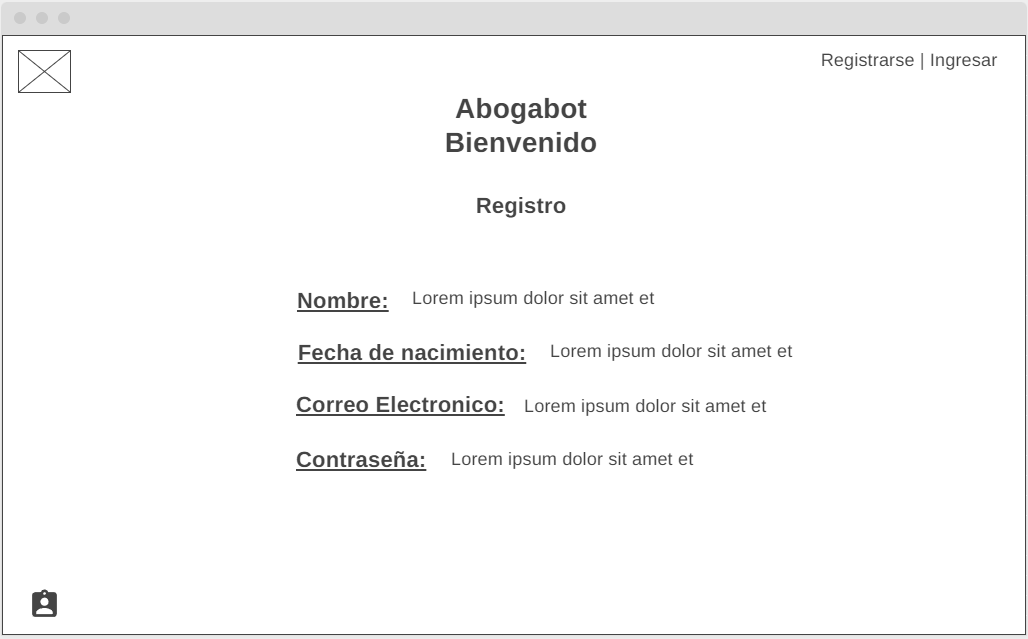 Registrarse | Ingresar
Abogabot
Bienvenido
Registro
Nombre: Lorem ipsum dolor sit amet et
Fecha de nacimiento: Lorem ipsum dolor sit amet et
Correo Electronico: Lorem ipsum dolor sit amet et
Contraseña: Lorem ipsum dolor sit amet et